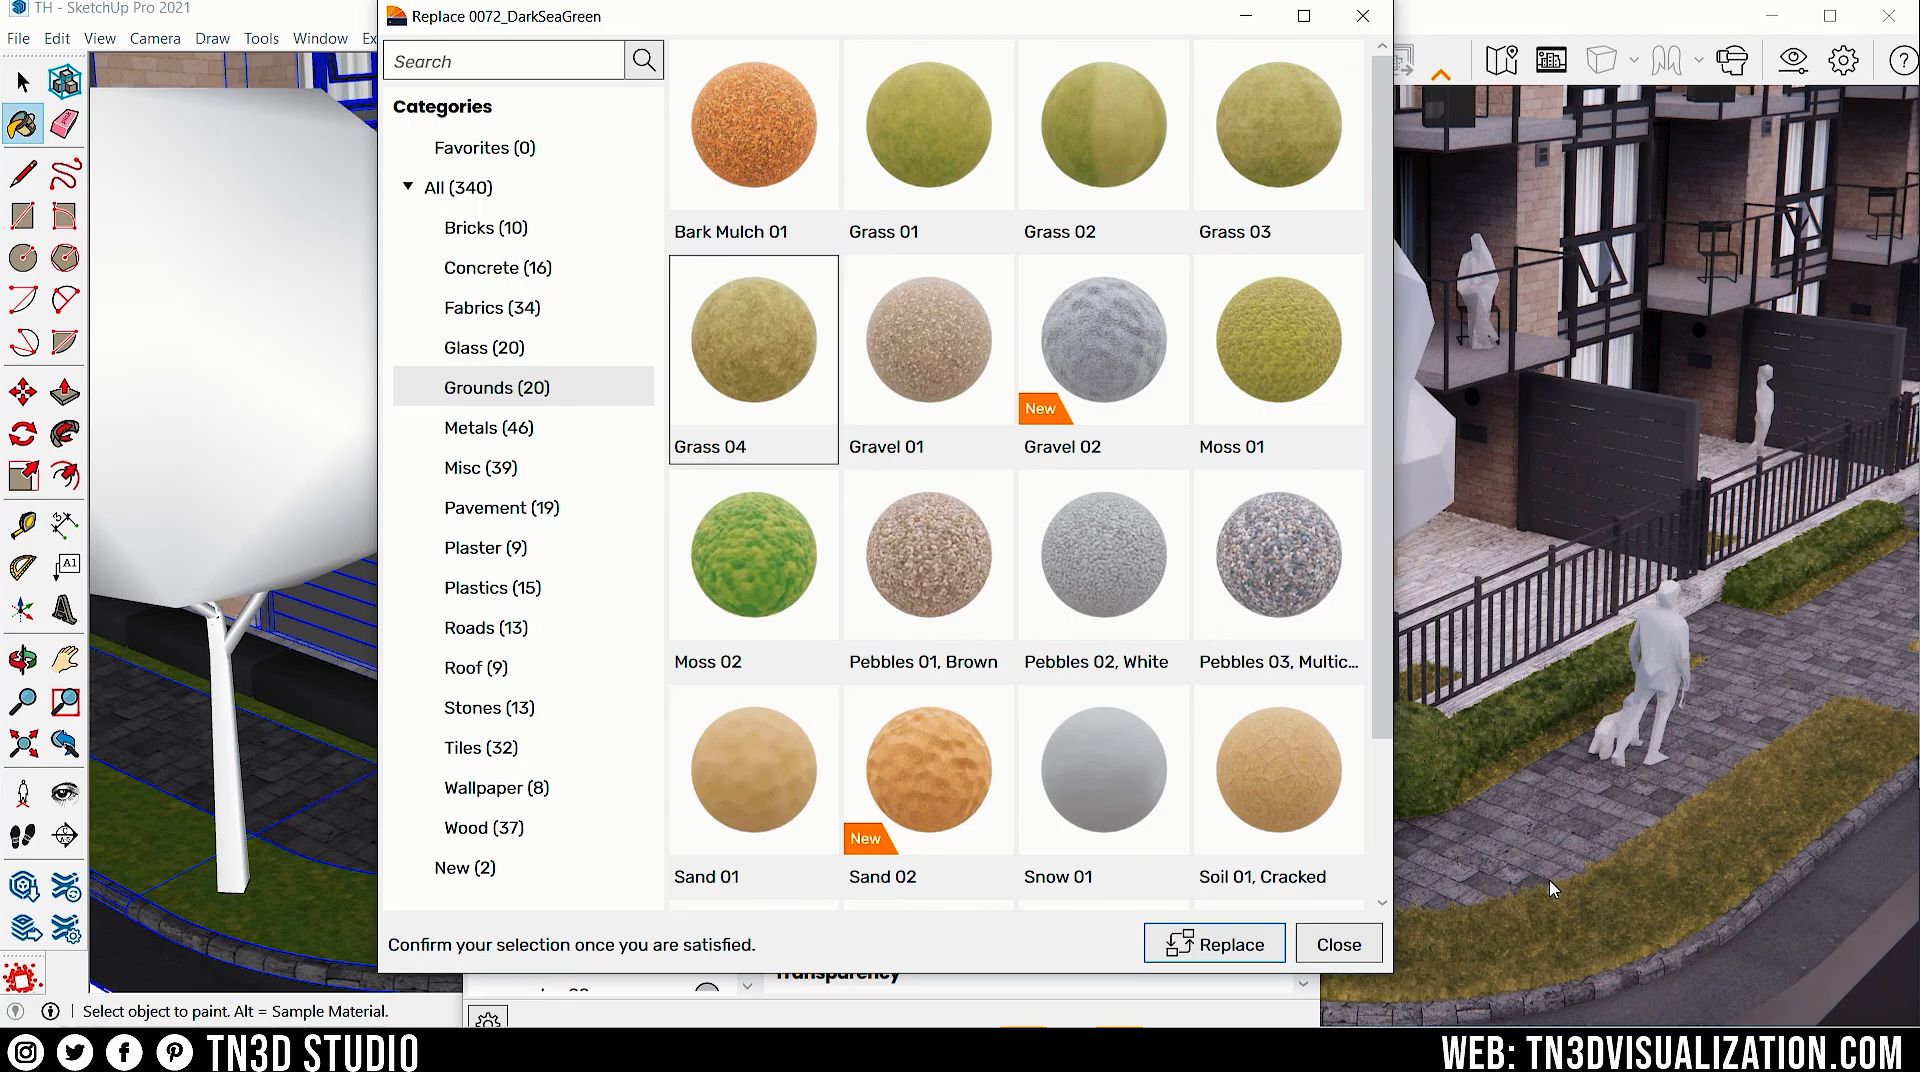 TH - SketchUp Pro 2021
File Edit View Camera Draw Tools Window Ex
Replace 0072_DarkSeaGreen
Search
Categories
Favorites (0)
All (340)
Bricks (10)
Concrete (16)
Fabrics (34)
Glass (20)
Grounds (20)
Metals (46)
Misc (39)
Pavement (19)
Plaster (9)
Plastics (15)
Roads (13)
Roof (9)
Stones (13)
Tiles (32)
Wallpaper (8)
Wood (37)
New (2)
Bark Mulch 01
Grass 01
Grass 02
Grass 03
Grass 04
Gravel 01
New
Gravel 02
Moss 01
Moss 02
Pebbles 01, Brown
Pebbles 02, White
Pebbles 03, Multic...
Sand 01
New
Sand 02
Snow 01
Soil 01, Cracked
Confirm your selection once you are satisfied.
Replace
Close
Transparency
A1
Select object to paint. Alt = Sample Material.
TN3D STUDIO
WEB: TN3DVISUALIZATION.COM